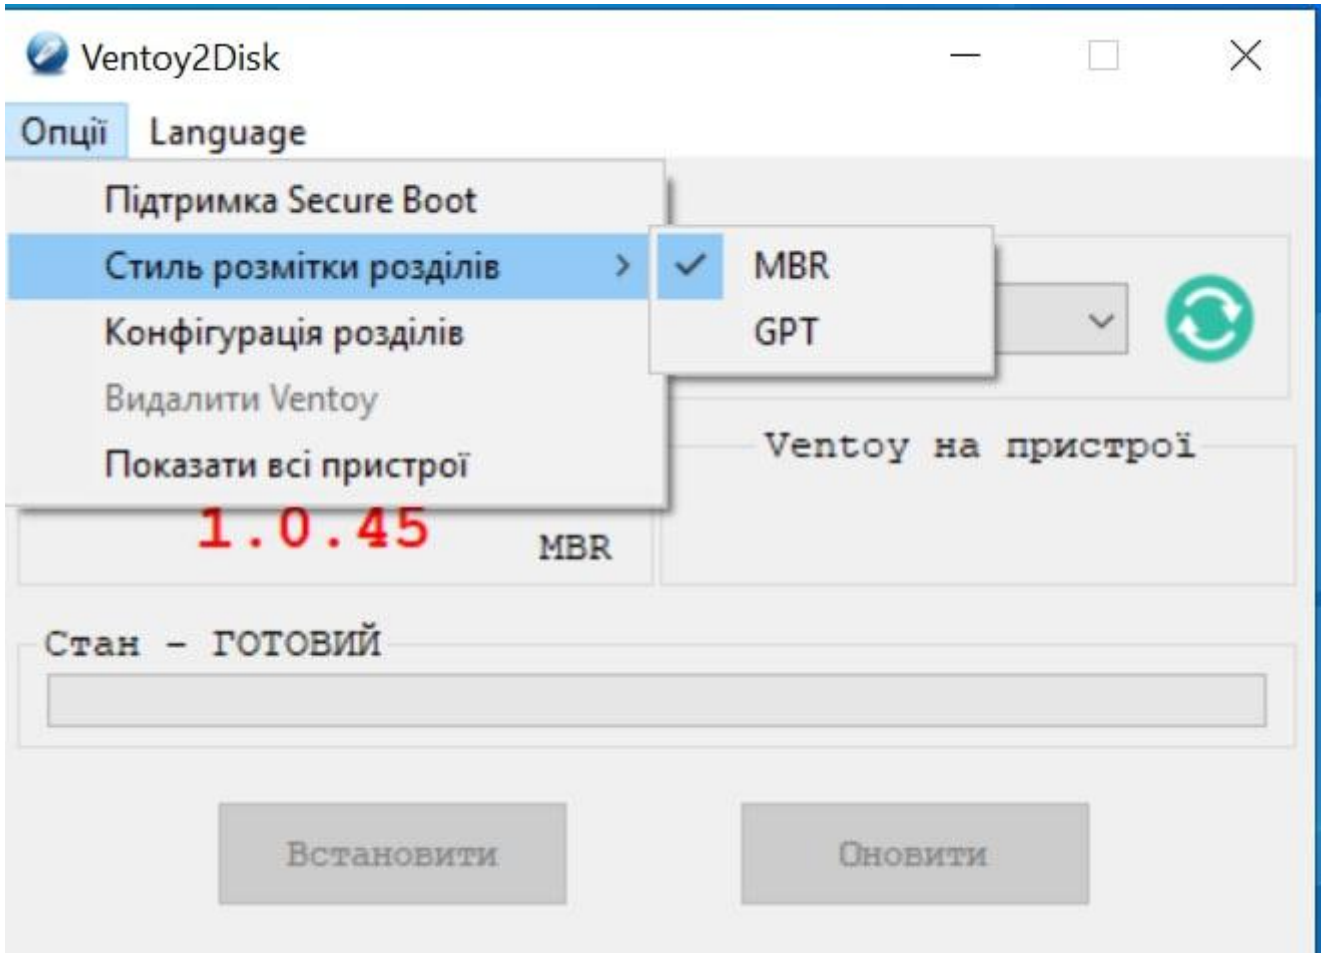 Ventoy2Disk
Опції Language
Підтримка Secure Boot
Стиль розмітки розділів
MBR
GPT
Конфігурація розділів
Видалити Ventoy
Показати всі пристрої
Ventoy на пристрої
1.0.45 MBR
Стан - ГОТОВИЙ
Встановити Оновити